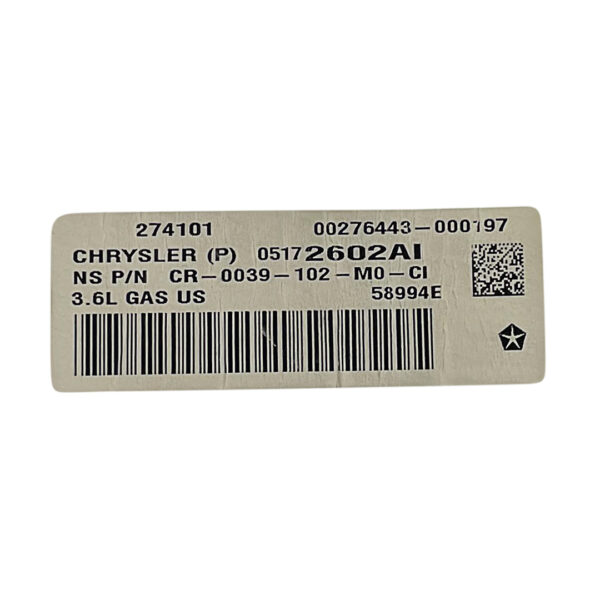 274101 00276443-000197
CHRYSLER (P) 05172602AI
NS P/N CR-0039-102-M0-CI
3.6L GAS US 58994E